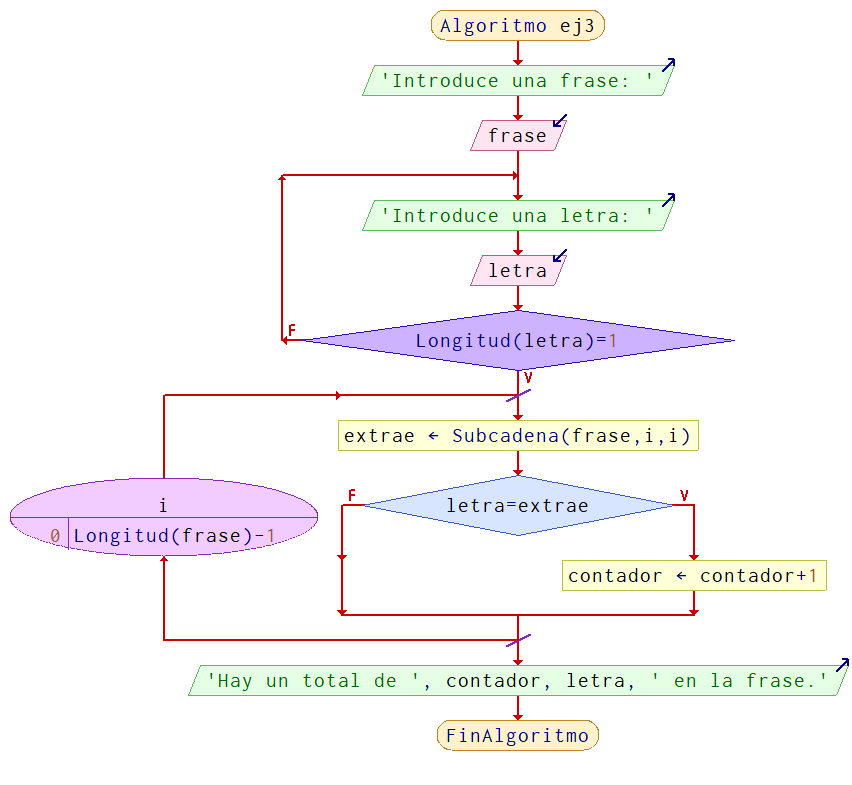 Algoritmo ej3
'Introduce una frase: '
frase
'Introduce una letra: '
letra
F
Longitud(letra)=1
V
extrae ← Subcadena(frase,i,i)
F
V
i
letra=extrae
0 Longitud(frase)-1
contador ← contador+1
'Hay un total de ', contador, letra, ' en la frase.'
FinAlgoritmo